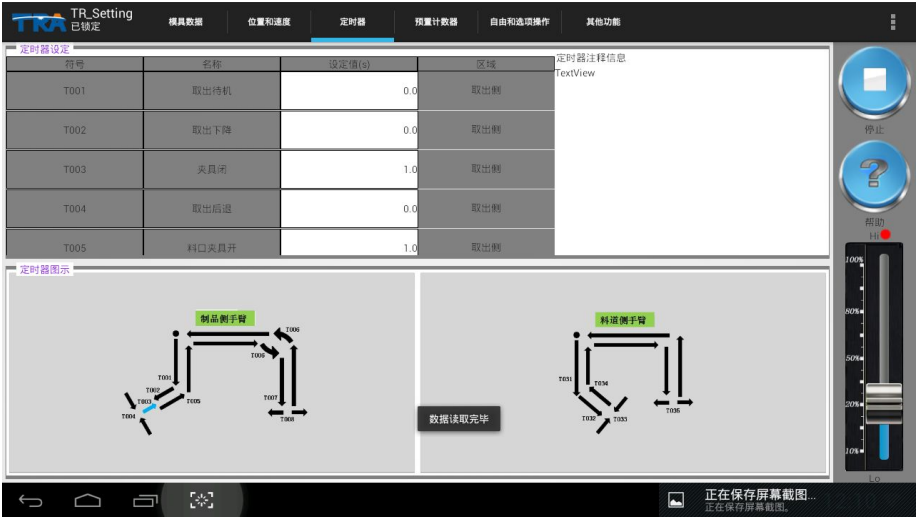 TRA TR_Setting
已锁定
模具数据 位置和速度 定时器 预置计数器 自由和选项操作 其他功能
定时器设定
符号 名称 设定值(s) 区域
T001 取出待机 0.0 取出侧
T002 取出下降 0.0 取出侧
T003 夹具闭 1.0 取出侧
T004 取出后退 0.0 取出侧
T005 料口夹具开 1.0 取出侧
定时器注释信息
TextView
停止
帮助
Hi
100%
80%
50%
20%
10%
Lo
定时器图示
制品侧手臂
T006
T006
T001
T002
T003
T005
T004
T007
T008
料道侧手臂
T031
T034
T032
T033
T035
数据读取完毕
正在保存屏幕截图...
正在保存屏幕截图。